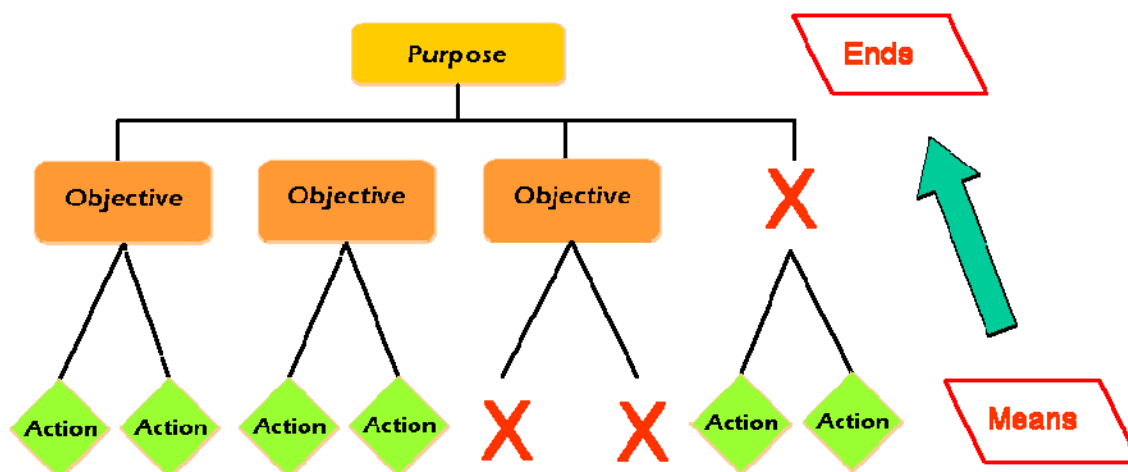 Purpose
Ends
Objective
Objective
Objective
X
Action
Action
Action
Action
X
X
Action
Action
Means